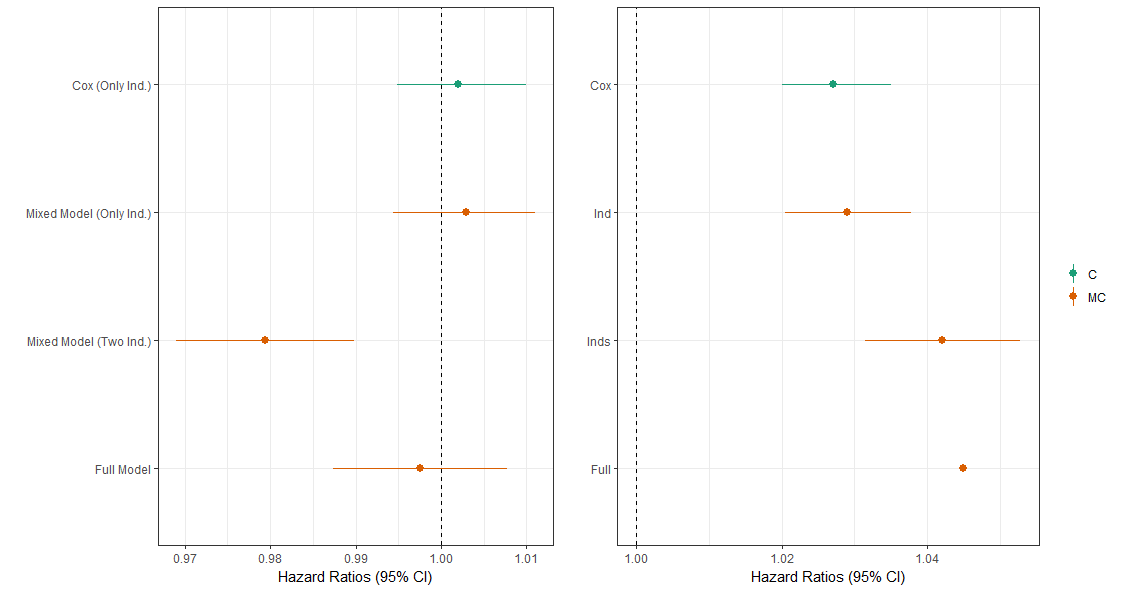 Cox (Only Ind.)
Mixed Model (Only Ind.)
Mixed Model (Two Ind.)
Full Model
0.97 0.98 0.99 1.00 1.01
Hazard Ratios (95% CI)
Cox
Ind
Inds
Full
1.00 1.02 1.04
Hazard Ratios (95% CI)
C
MC